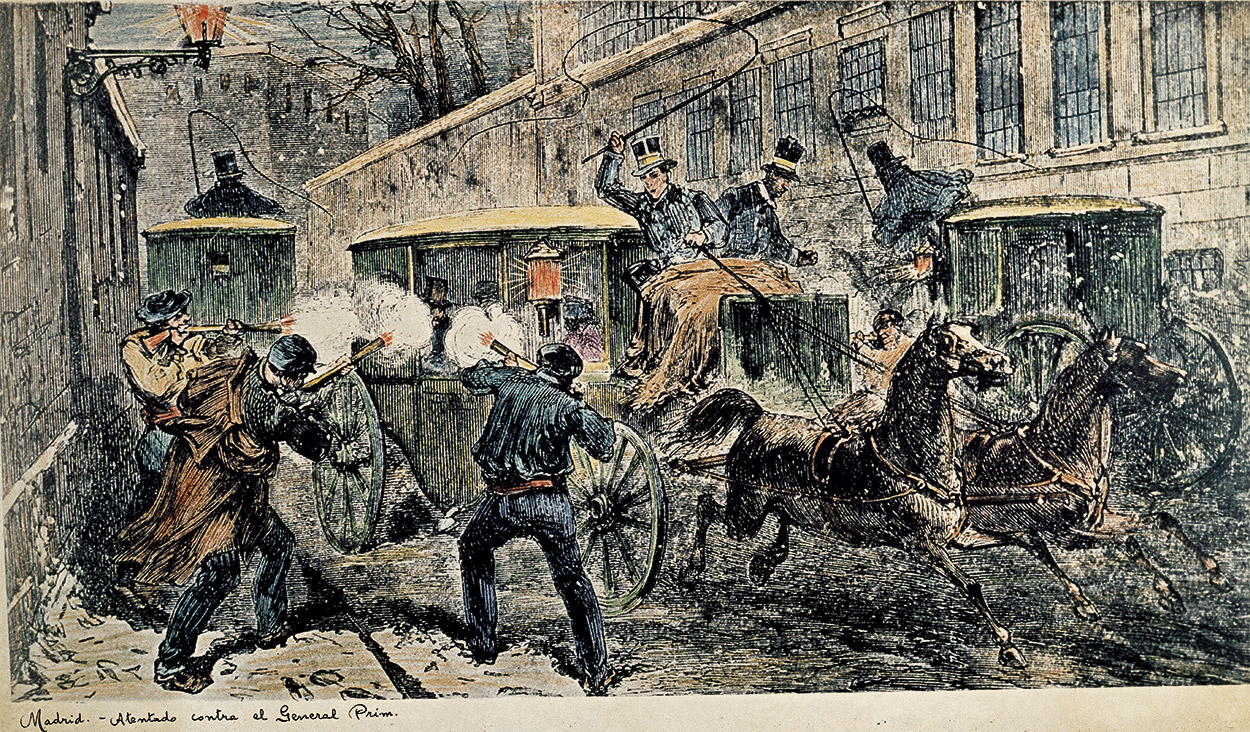 Madrid. - Atentado contra el General Prim.